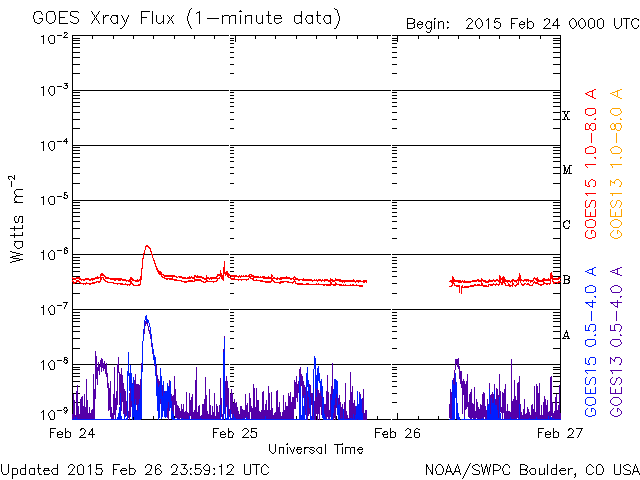 GOES Xray Flux (1-minute data)
Begin: 2015 Feb 24 0000 UTC
Watts m⁻²
10⁻²
10⁻³
10⁻⁴
10⁻⁵
10⁻⁶
10⁻⁷
10⁻⁸
10⁻⁹
X
M
C
B
A
GOES15 1.0-8.0 A
GOES13 1.0-8.0 A
GOES15 0.5-4.0 A
GOES13 0.5-4.0 A
Feb 24
Feb 25
Feb 26
Feb 27
Universal Time
Updated 2015 Feb 26 23:59:12 UTC
NOAA/SWPC Boulder, CO USA